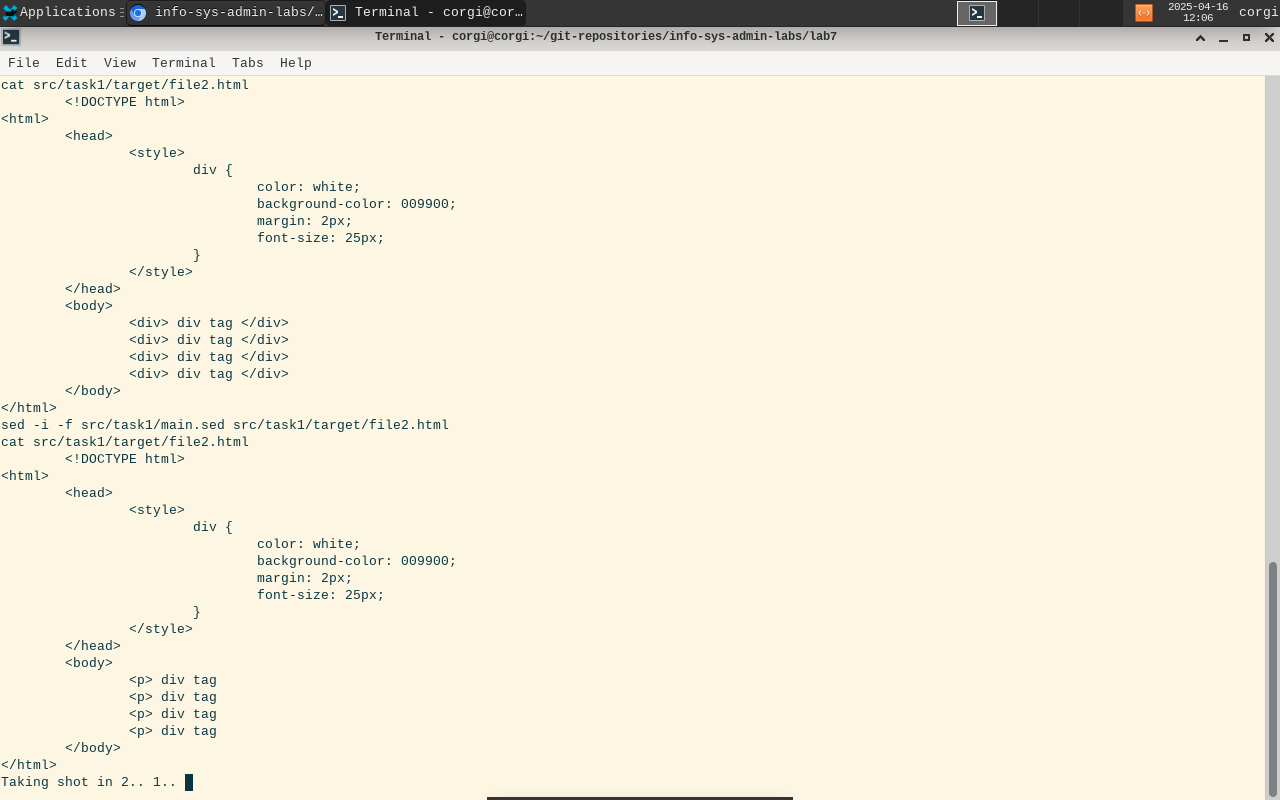 Applications
info-sys-admin-labs/…
Terminal - corgi@cor…
2025-04-16
12:06
corgi
Terminal - corgi@corgi:~/git-repositories/info-sys-admin-labs/lab7
File Edit View Terminal Tabs Help
cat src/task1/target/file2.html
<!DOCTYPE html>
<html>
<head>
<style>
div {
color: white;
background-color: 009900;
margin: 2px;
font-size: 25px;
}
</style>
</head>
<body>
<div> div tag </div>
<div> div tag </div>
<div> div tag </div>
<div> div tag </div>
</body>
</html>
sed -i -f src/task1/main.sed src/task1/target/file2.html
cat src/task1/target/file2.html
<!DOCTYPE html>
<html>
<head>
<style>
div {
color: white;
background-color: 009900;
margin: 2px;
font-size: 25px;
}
</style>
</head>
<body>
<p> div tag
<p> div tag
<p> div tag
<p> div tag
</body>
</html>
Taking shot in 2.. 1..